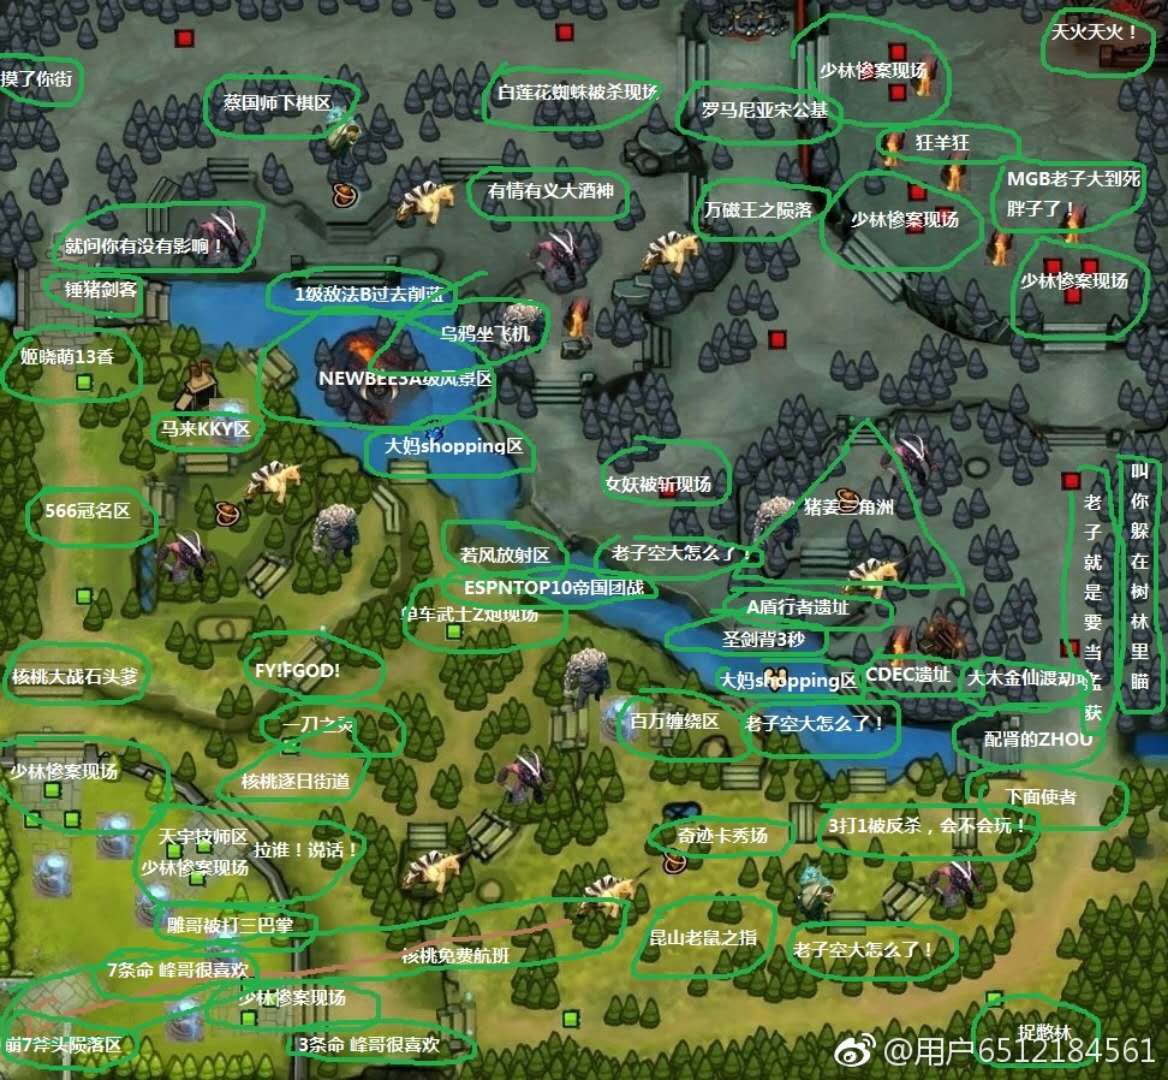 天火天火！
摸了你街
少林惨案现场
蔡国师下棋区
白莲花蜘蛛被杀现场
罗马尼亚宋公基
狂羊狂
MGB老子大到死
胖子了！
有情有义大酒神
万磁王之陨落
少林惨案现场
就问你有没有影响！
少林惨案现场
锤猪剑客
1级敌法B过去削蓝
乌鸦坐飞机
姬晓萌13香
NEWBEE3A级风景区
马来KKY区
大妈shopping区
女妖被斩现场
566冠名区
猪姜三角洲
老子就是要当
获
叫你躲在树林里瞄
若风放射区
老子空大怎么了！
ESPNTOP10帝国团战
单车武士Z炮现场
A盾行者遗址
圣剑背3秒
核桃大战石头爹
FY!FGOD!
大妈shopping区
CDEC遗址
大木金仙渡动
一刀之灵
百万缠绕区
老子空大怎么了！
配肾的ZHOU
少林惨案现场
核桃逐日街道
下面使者
天宇技师区
拉谁！说话！
奇迹卡秀场
3打1被反杀，会不会玩！
少林惨案现场
雕哥被打三巴掌
核桃免费航班
昆山老鼠之指
老子空大怎么了！
7条命 峰哥很喜欢
少林惨案现场
崩7斧头陨落区
3条命 峰哥很喜欢
捉憋林
@用户6512184561